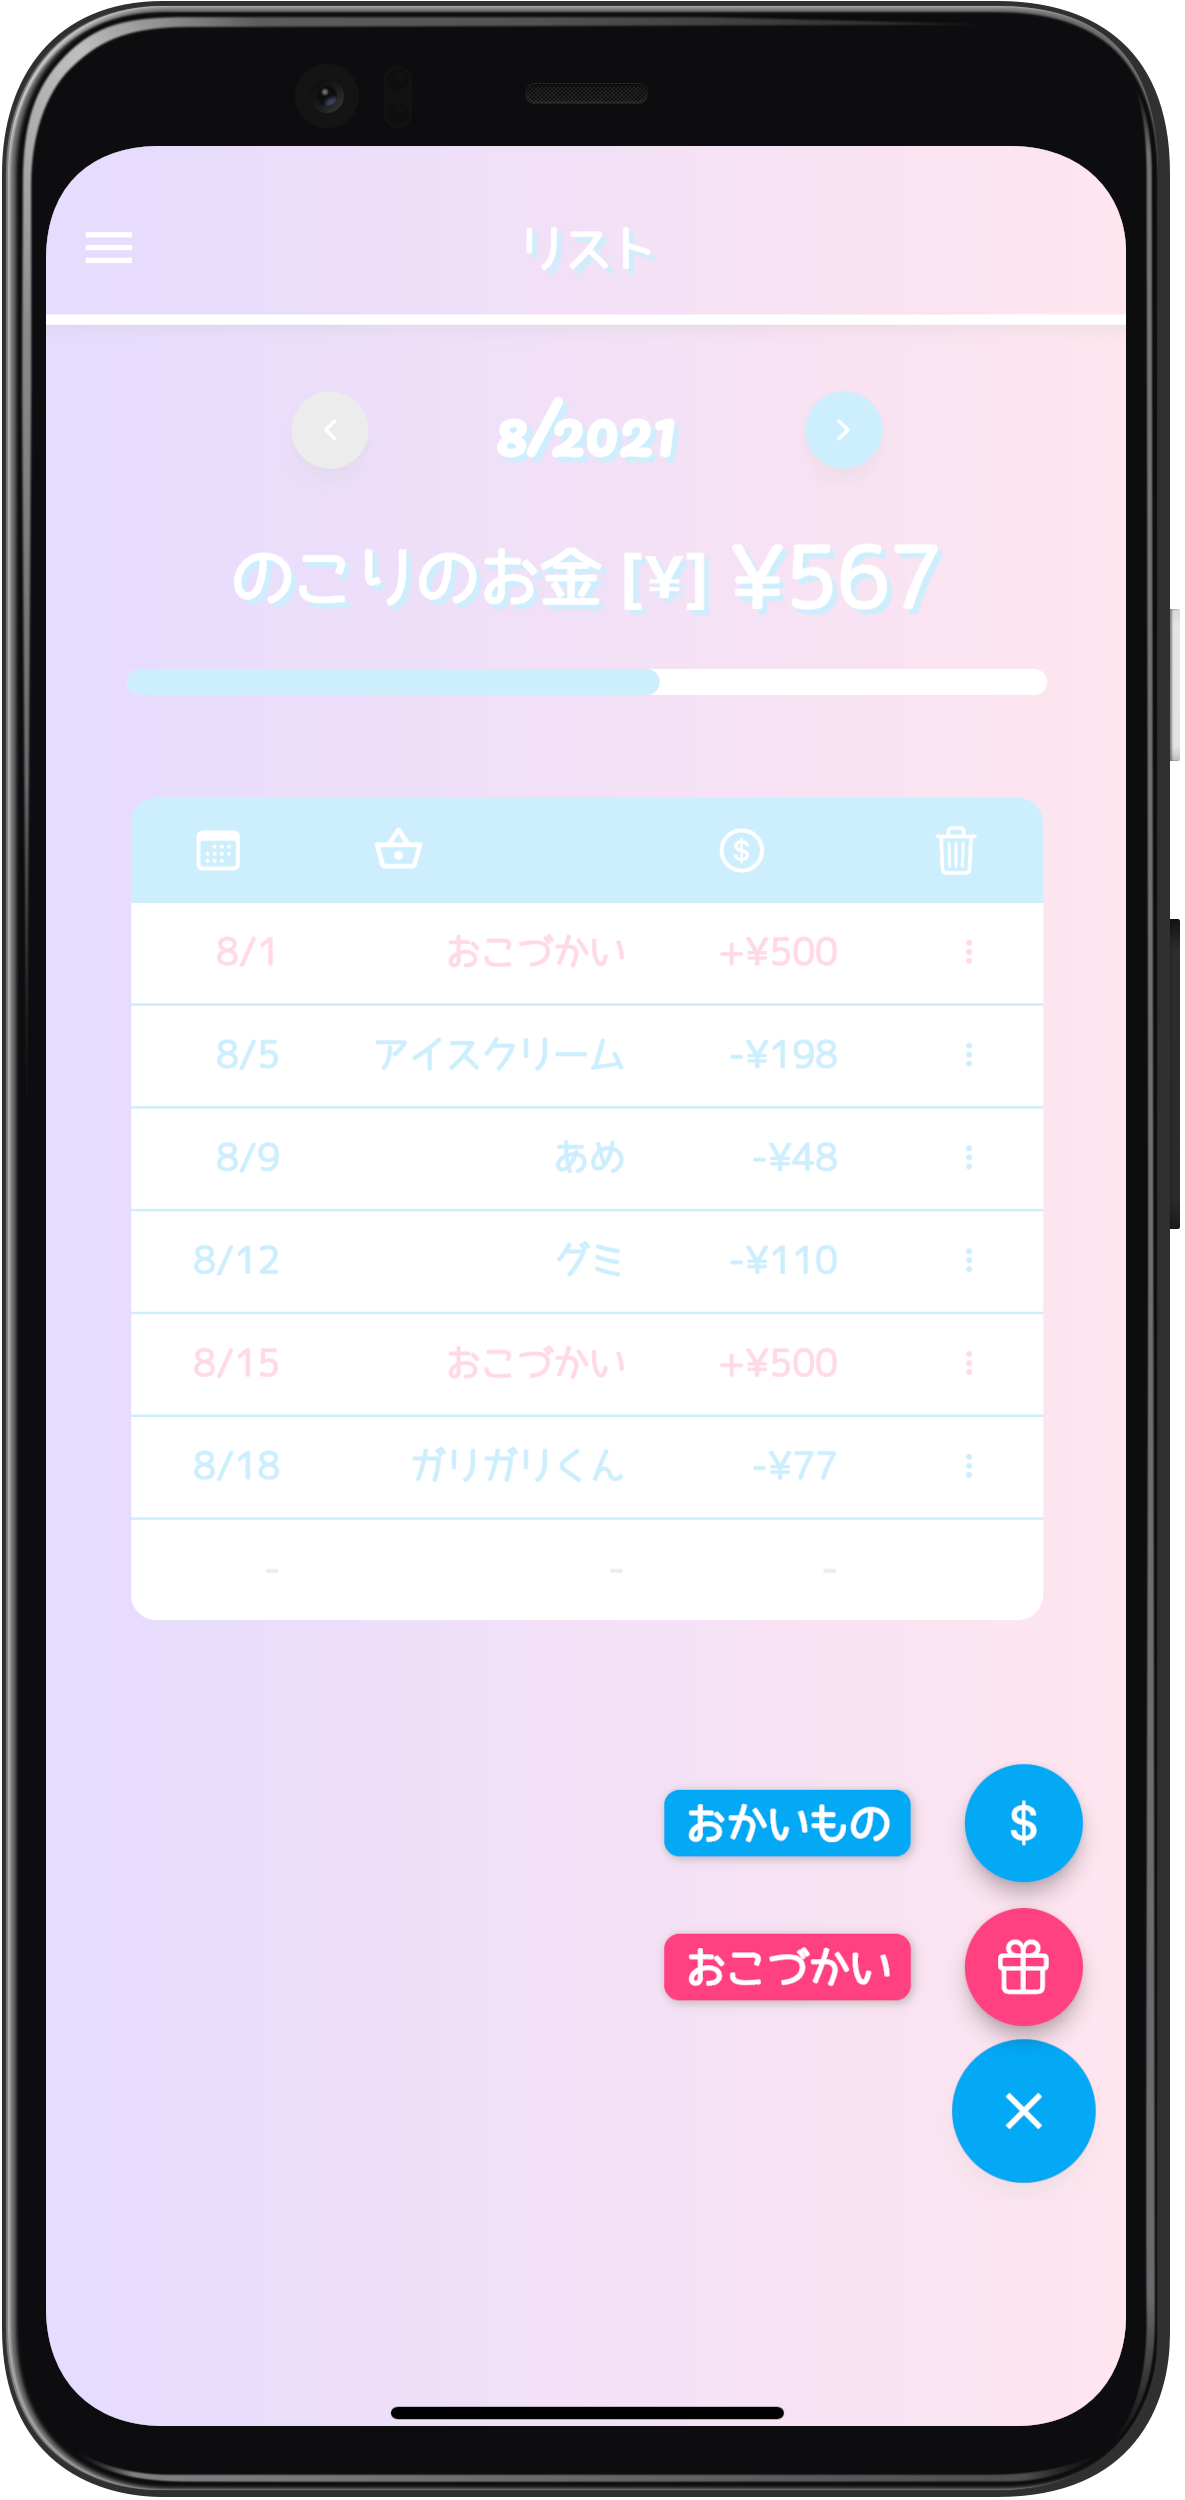 リスト
8/2021
のこりのお金 [¥] ¥567
8/1 おこづかい +¥500
8/5 アイスクリーム -¥198
8/9 あめ -¥48
8/12 グミ -¥110
8/15 おこづかい +¥500
8/18 ガリガリくん -¥77
- - -
おかいもの $
おこづかい